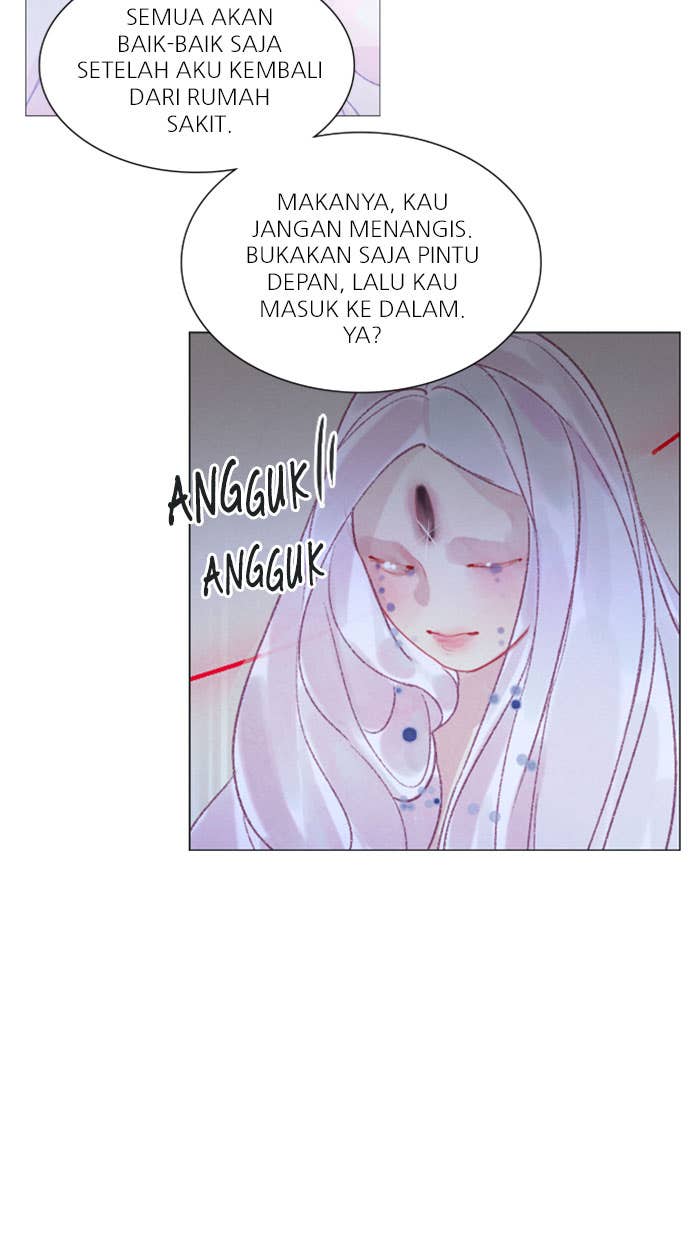 SEMUA AKAN
BAIK-BAIK SAJA
SETELAH AKU KEMBALI
DARI RUMAH
SAKIT.
MAKANYA, KAU
JANGAN MENANGIS.
BUKAKAN SAJA PINTU
DEPAN, LALU KAU
MASUK KE DALAM.
YA?
ANGGUK
ANGGUK